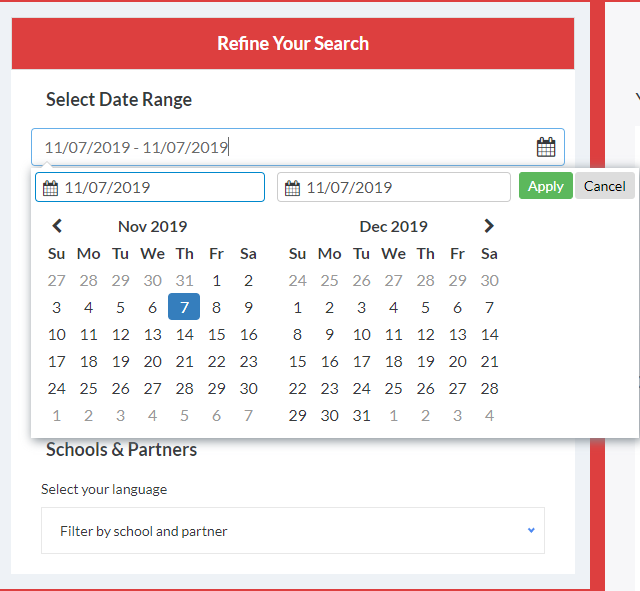 Refine Your Search
Select Date Range
11/07/2019 - 11/07/2019
11/07/2019 11/07/2019 Apply Cancel
Nov 2019 Dec 2019
Su Mo Tu We Th Fr Sa Su Mo Tu We Th Fr Sa
27 28 29 30 31 1 2 24 25 26 27 28 29 30
3 4 5 6 7 8 9 1 2 3 4 5 6 7
10 11 12 13 14 15 16 8 9 10 11 12 13 14
17 18 19 20 21 22 23 15 16 17 18 19 20 21
24 25 26 27 28 29 30 22 23 24 25 26 27 28
1 2 3 4 5 6 7 29 30 31 1 2 3 4
Schools & Partners
Select your language
Filter by school and partner